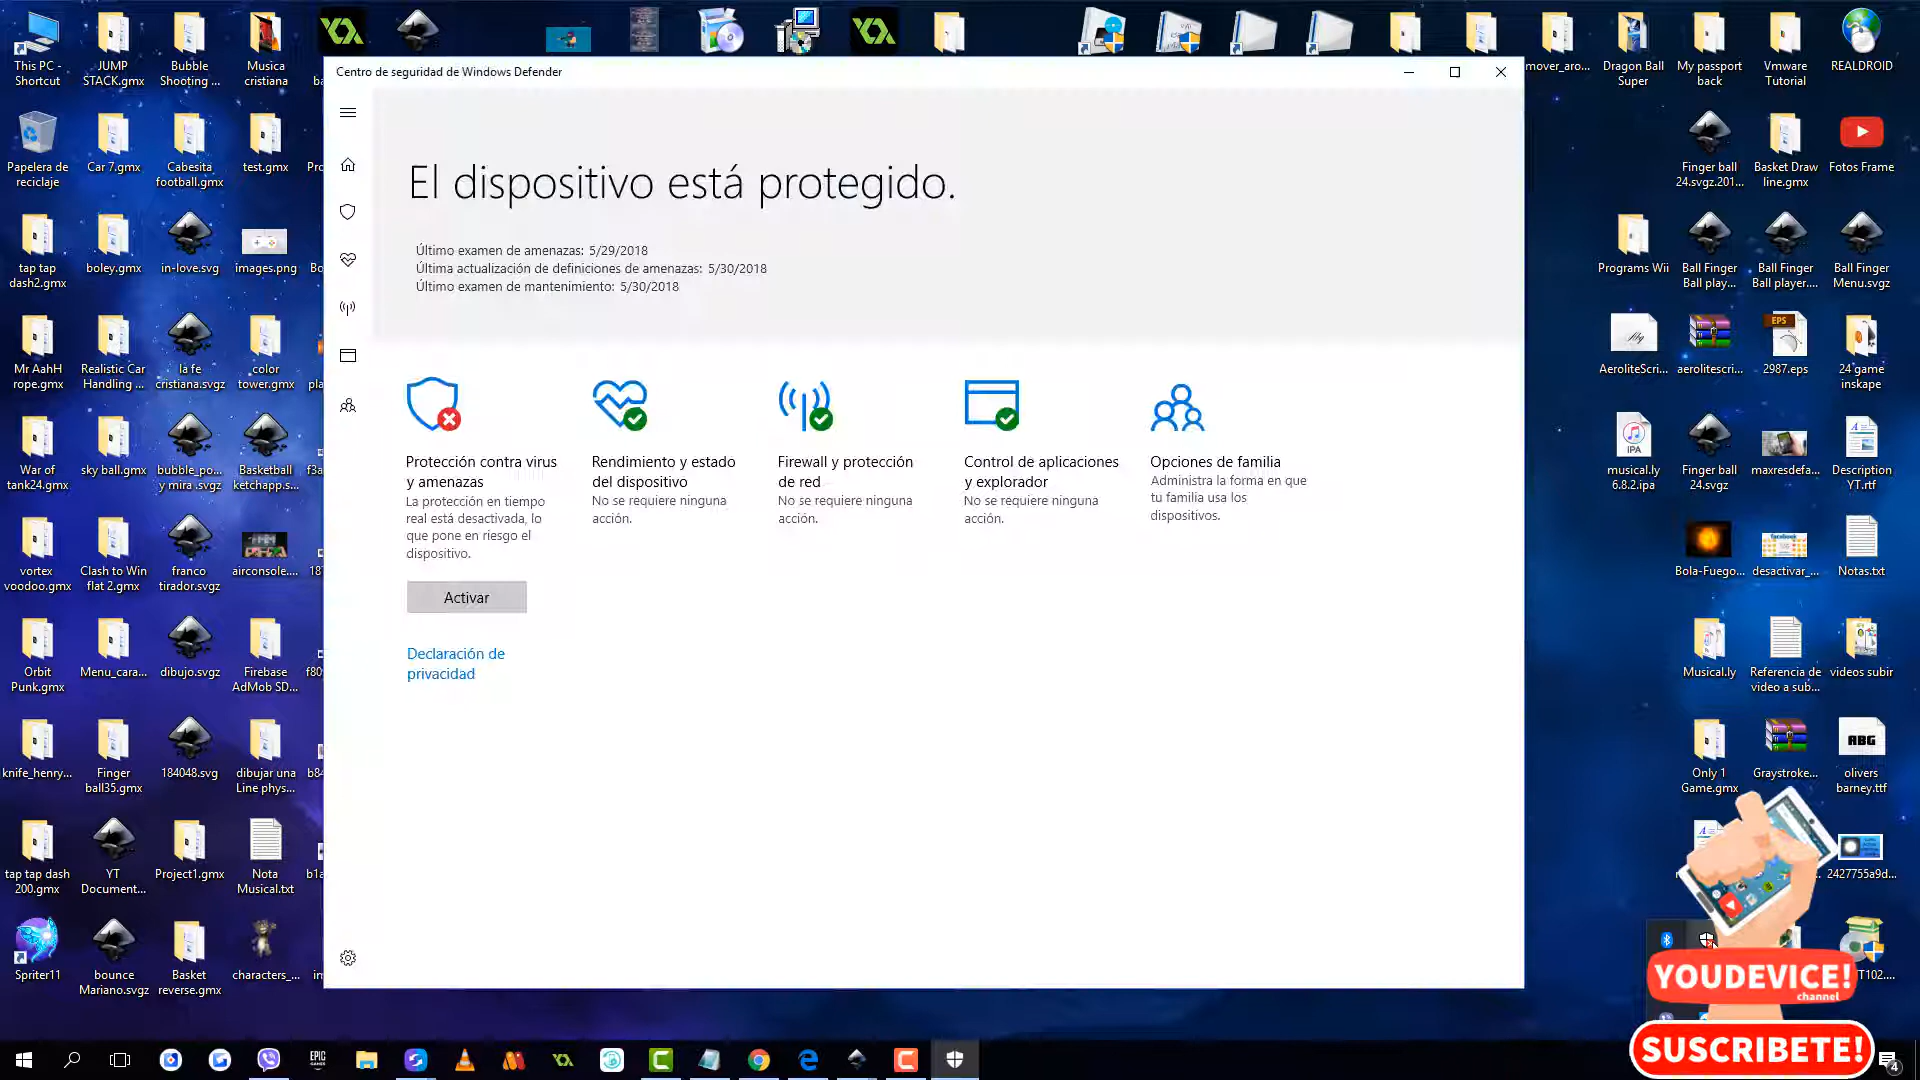 This PC -
Shortcut
JUMP
STACK.gmx
Bubble
Shooting ...
Musica
cristiana
mover_aro...
Dragon Ball
Super
My passport
back
Vmware
Tutorial
REALDROID
Centro de seguridad de Windows Defender
Papelera de
reciclaje
Car 7.gmx
Cabesita
football.gmx
test.gmx
Finger ball
24.svgz.201...
Basket Draw
line.gmx
Fotos Frame
El dispositivo está protegido.
Último examen de amenazas: 5/29/2018
Última actualización de definiciones de amenazas: 5/30/2018
Último examen de mantenimiento: 5/30/2018
tap tap
dash2.gmx
boley.gmx
in-love.svg
images.png
Programs Wii
Ball Finger
Ball play...
Ball Finger
Ball player....
Ball Finger
Menu.svgz
Mr AahH
rope.gmx
Realistic Car
Handling ...
la fe
cristiana.svgz
color
tower.gmx
AeroliteScri...
aerolitescri...
EPS
2987.eps
24 game
inskape
Protección contra virus
y amenazas
La protección en tiempo
real está desactivada, lo
que pone en riesgo el
dispositivo.
Activar
Declaración de
privacidad
Rendimiento y estado
del dispositivo
No se requiere ninguna
acción.
Firewall y protección
de red
No se requiere ninguna
acción.
Control de aplicaciones
y explorador
No se requiere ninguna
acción.
Opciones de familia
Administra la forma en que
tu familia usa los
dispositivos.
War of
tank24.gmx
sky ball.gmx
bubble_po...
y mira .svgz
Basketball
ketchapp.s...
IPA
musical.ly
6.8.2.ipa
Finger ball
24.svgz
maxresdefa...
Description
YT.rtf
vortex
voodoo.gmx
Clash to Win
flat 2.gmx
franco
tirador.svgz
airconsole....
Bola-Fuego...
facebook
desactivar_...
Notas.txt
Orbit
Punk.gmx
Menu_cara...
dibujo.svgz
Firebase
AdMob SD...
Musical.ly
Referencia de
video a sub...
videos subir
knife_henry...
Finger
ball35.gmx
184048.svg
dibujar una
Line phys...
Only 1
Game.gmx
Graystroke...
ABG
olivers
barney.ttf
tap tap dash
200.gmx
YT
Document...
Project1.gmx
Nota
Musical.txt
2427755a9d...
Spriter11
bounce
Mariano.svgz
Basket
reverse.gmx
characters_...
T102....
YOUDEVICE!
channel
SUSCRIBETE!
EPIC
GAMES
4